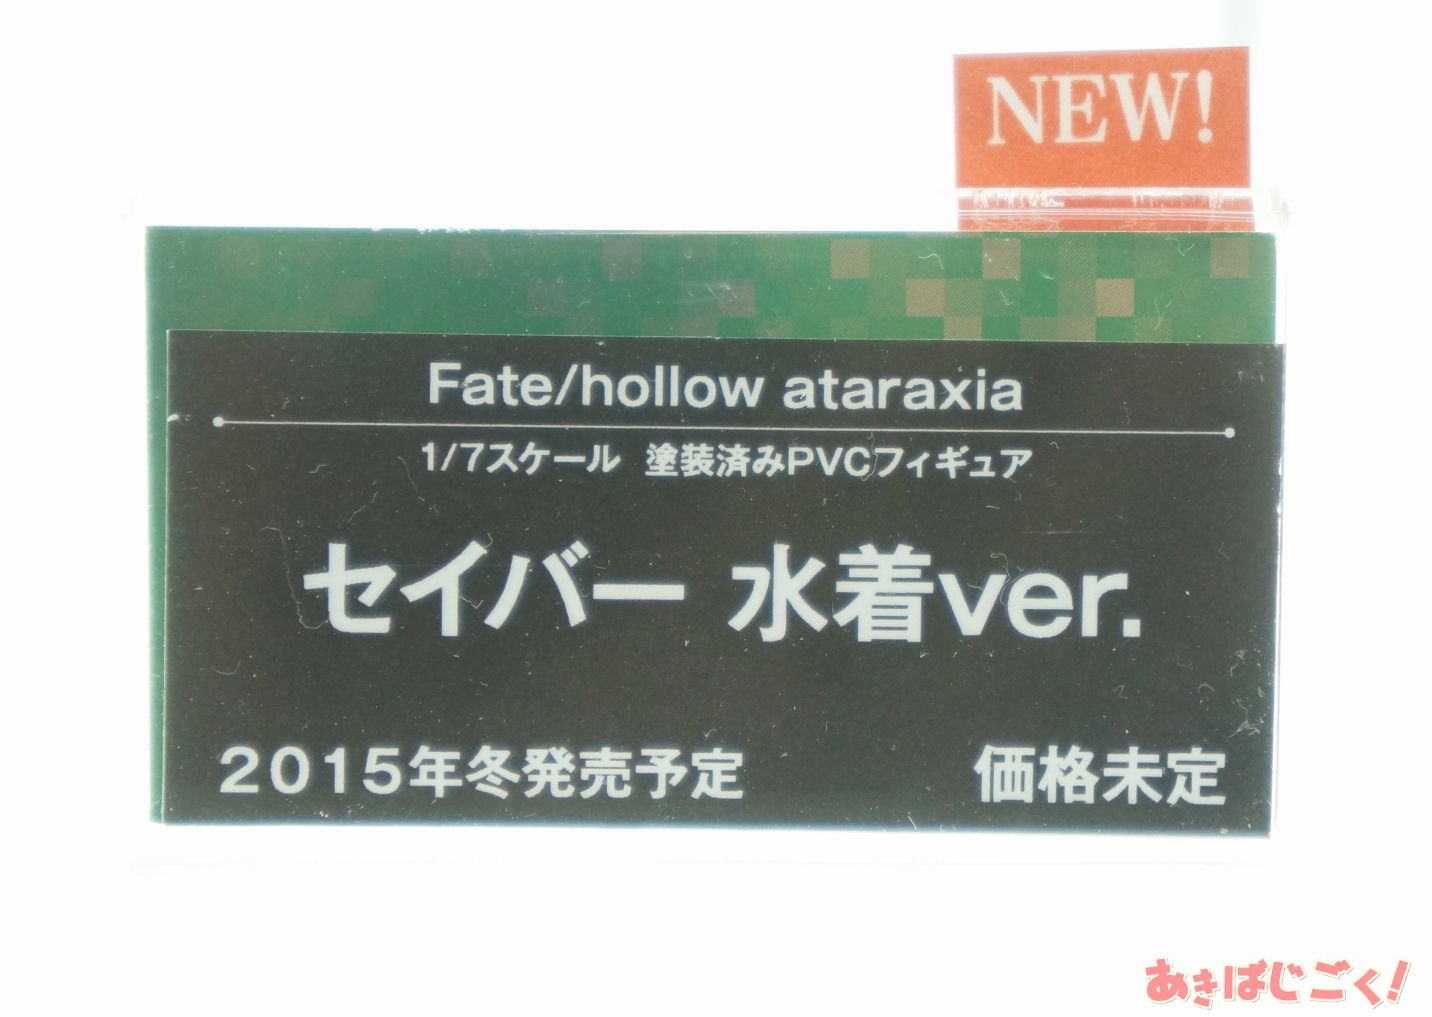 NEW!
Fate/hollow ataraxia
1/7スケール 塗装済みPVCフィギュア
セイバー 水着ver.
2015年冬発売予定 価格未定
あきばじごく!